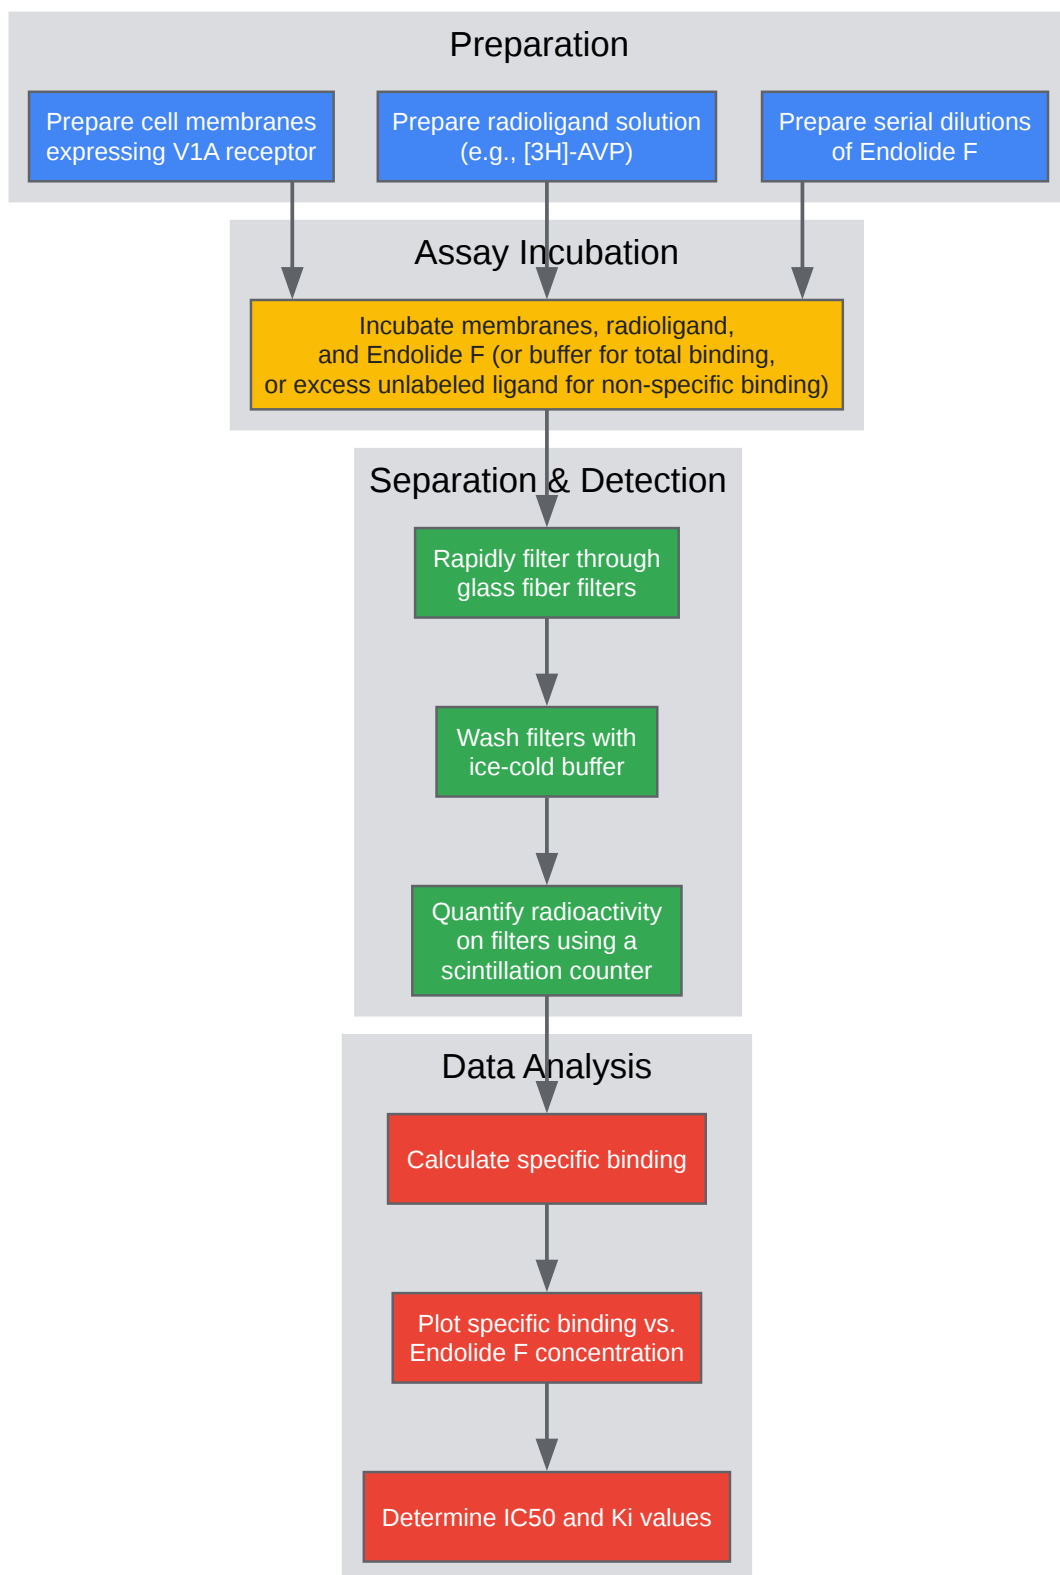 Preparation
Prepare cell membranes
expressing V1A receptor
Prepare radioligand solution
(e.g., [3H]-AVP)
Prepare serial dilutions
of Endolide F
Assay Incubation
Incubate membranes, radioligand,
and Endolide F (or buffer for total binding,
or excess unlabeled ligand for non-specific binding)
Separation & Detection
Rapidly filter through
glass fiber filters
Wash filters with
ice-cold buffer
Quantify radioactivity
on filters using a
scintillation counter
Data Analysis
Calculate specific binding
Plot specific binding vs.
Endolide F concentration
Determine IC50 and Ki values